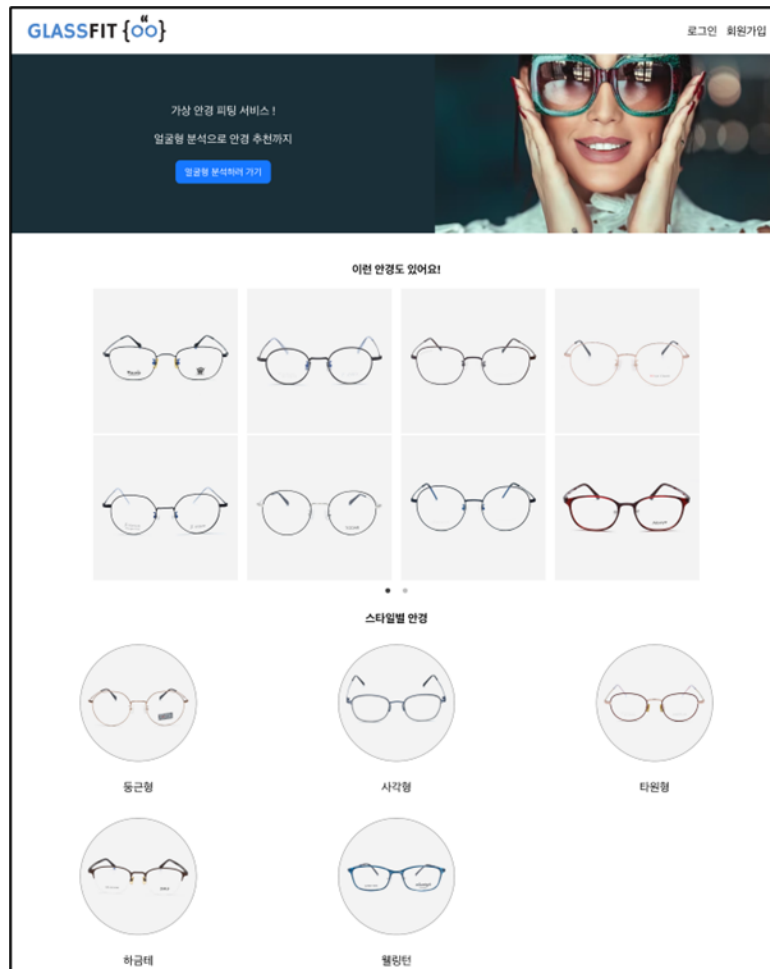 GLASSFIT
로그인 회원가입
가상 안경 피팅 서비스 !
얼굴형 분석으로 안경 추천까지
얼굴형 분석하러 가기
이런 안경도 있어요!
스타일별 안경
둥근형
사각형
타원형
하금테
웰링턴